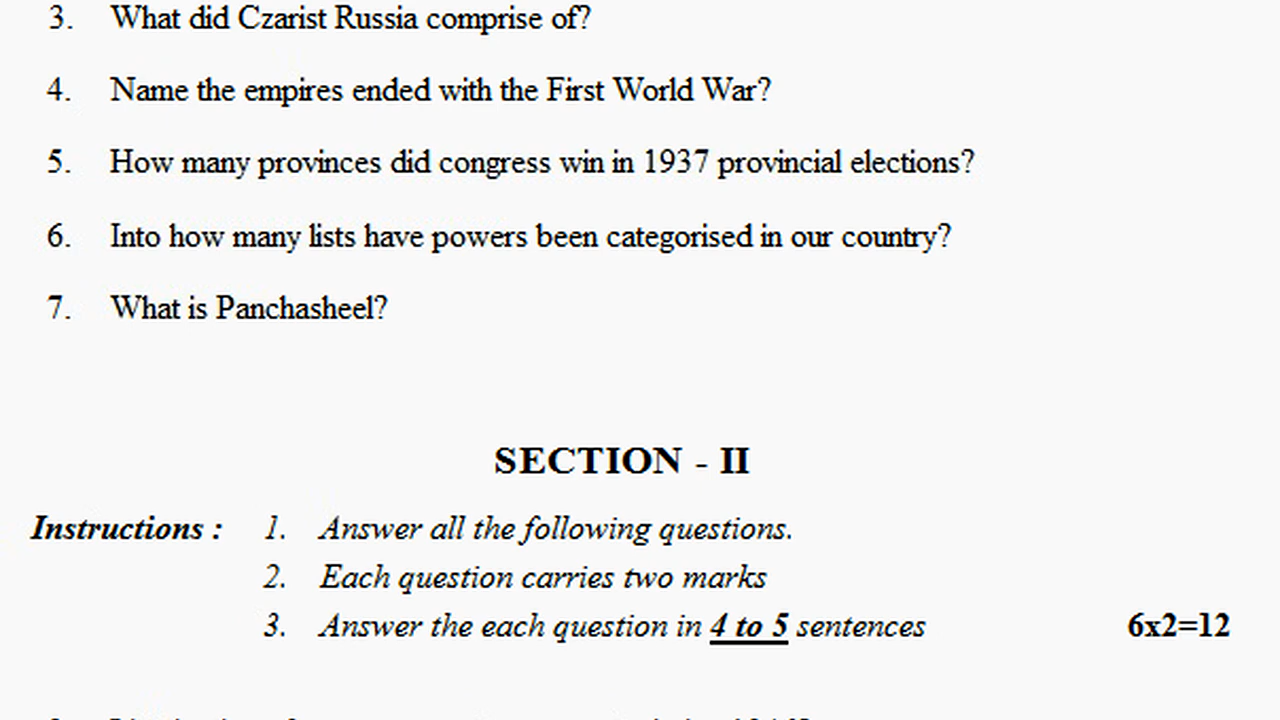 3. What did Czarist Russia comprise of?
4. Name the empires ended with the First World War?
5. How many provinces did congress win in 1937 provincial elections?
6. Into how many lists have powers been categorised in our country?
7. What is Panchasheel?
SECTION - II
Instructions : 1. Answer all the following questions.
2. Each question carries two marks
3. Answer the each question in 4 to 5 sentences 6x2=12